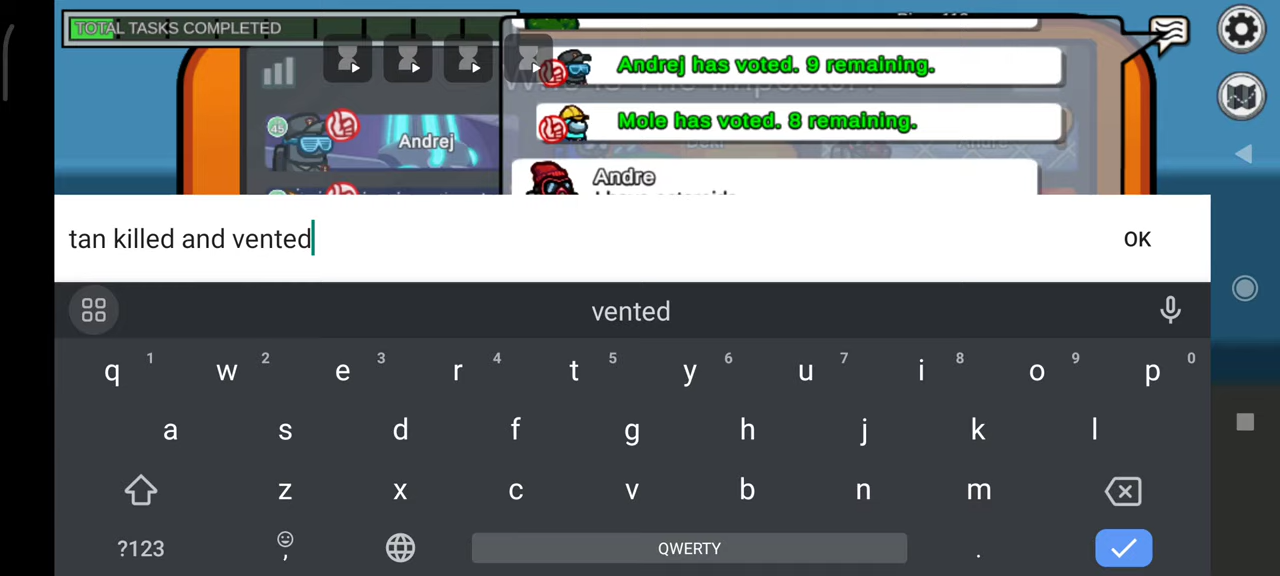 TOTAL TASKS COMPLETED
Andrej has voted. 9 remaining.
Mole has voted. 8 remaining.
45
Andrej
Andre
tan killed and vented
OK
vented
q 1 w 2 e 3 r 4 t 5 y 6 u 7 i 8 o 9 p 0
a s d f g h j k l
z x c v b n m
?123 , QWERTY .